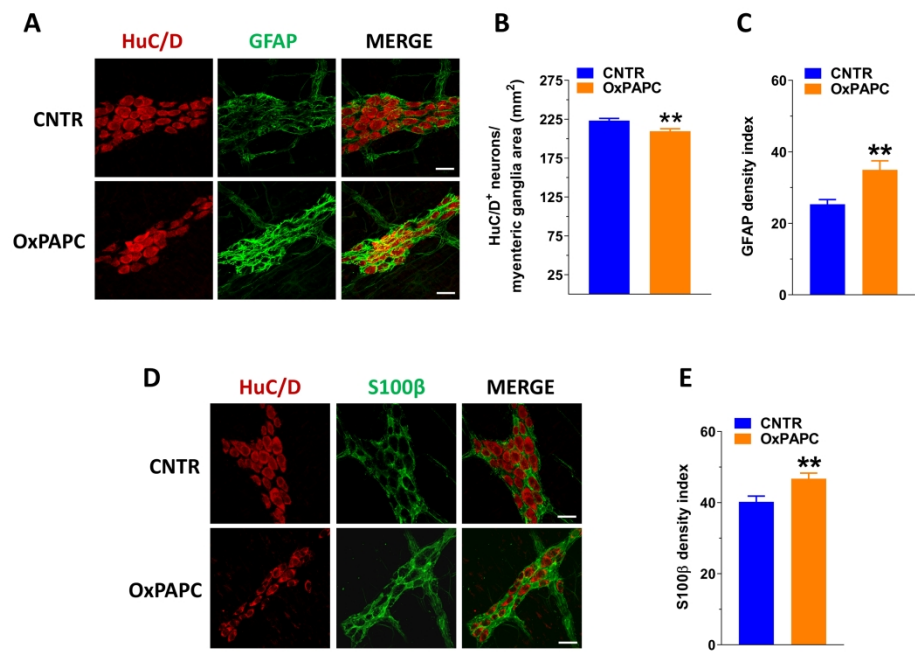 A
HuC/D GFAP MERGE
CNTR
OxPAPC
B
CNTR
OxPAPC
HuC/D+ neurons/
myenteric ganglia area (mm2)
275
225
175
125
75
25
**
C
CNTR
OxPAPC
GFAP density index
60
40
20
0
**
D
HuC/D S100β MERGE
CNTR
OxPAPC
E
CNTR
OxPAPC
S100β density index
60
40
20
0
**